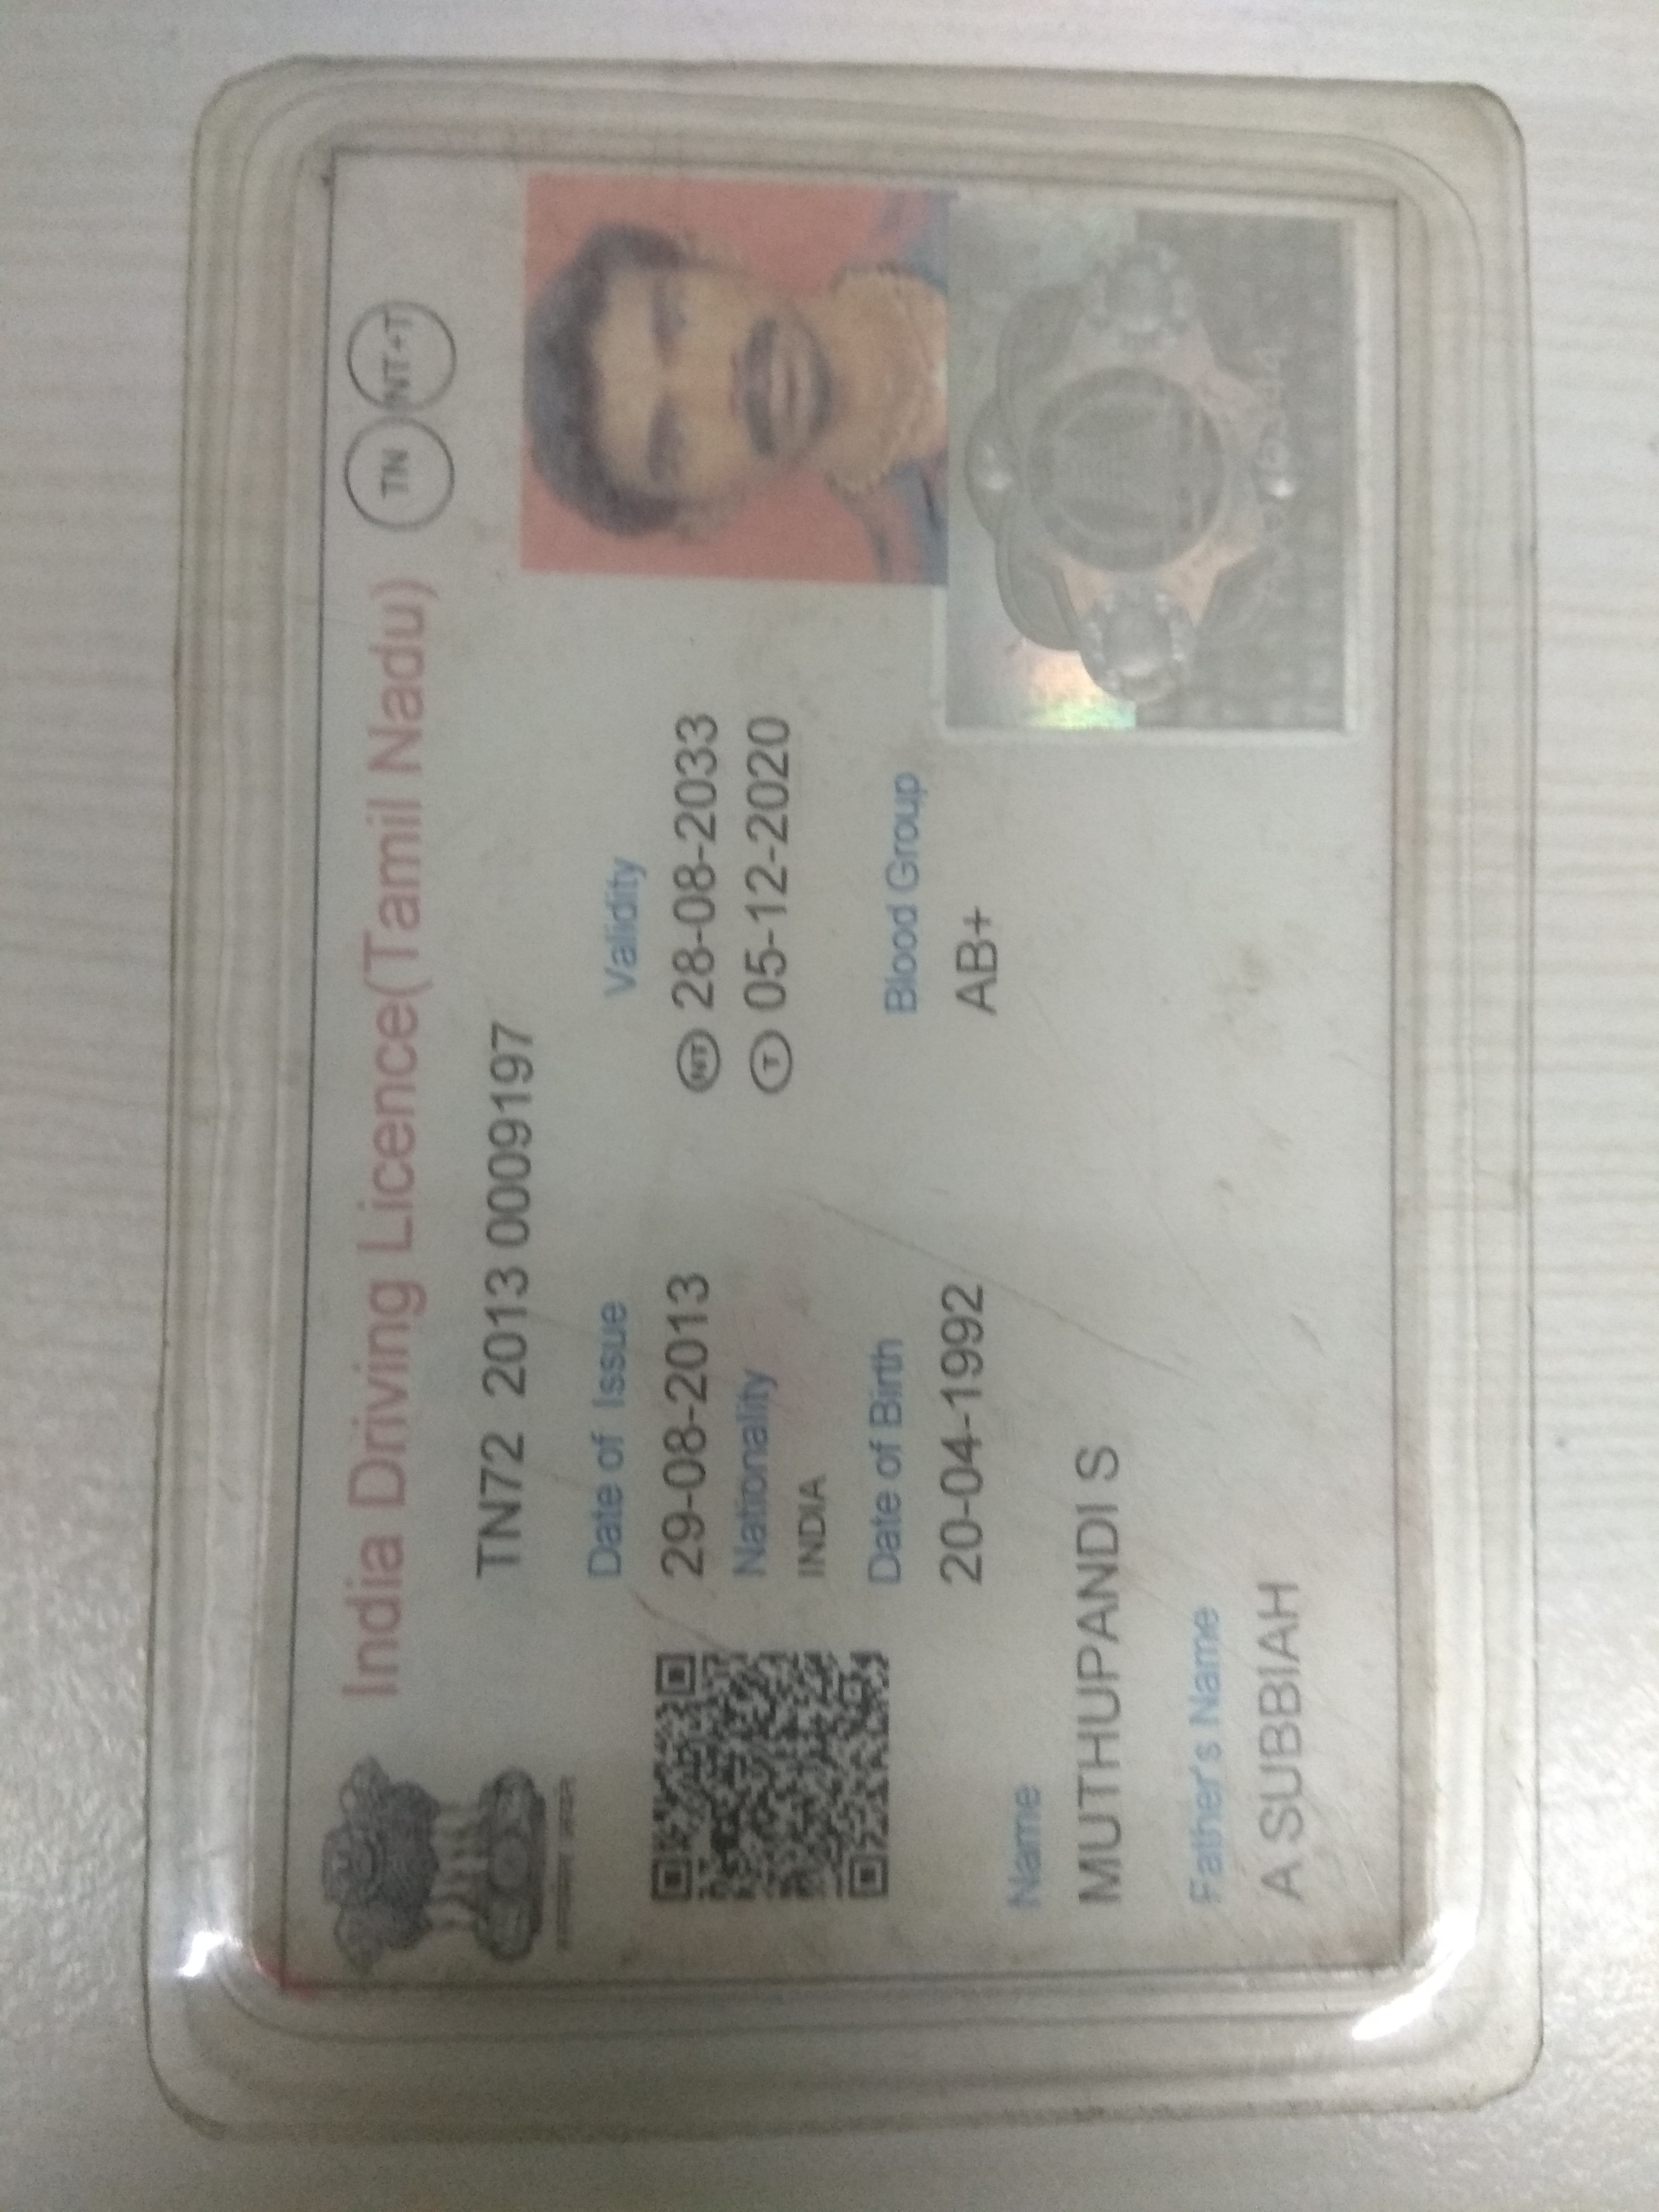 India Driving Licence(Tamil Nadu) TN NT+T
TN72 2013 0009197
Date of Issue Validity
29-08-2013 NT 28-08-2033
Nationality T 05-12-2020
INDIA
Date of Birth Blood Group
20-04-1992 AB+
Name
MUTHUPANDI S
Father's Name
A SUBBIAH